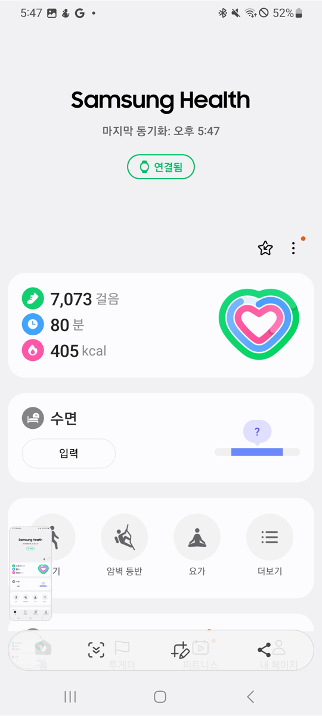 5:47 G 52%
Samsung Health
마지막 동기화: 오후 5:47
연결됨
7,073 걸음
80 분
405 kcal
수면
?
입력
기 암벽 등반 요가 더보기
홈 투게더 피트니스 내 페이지